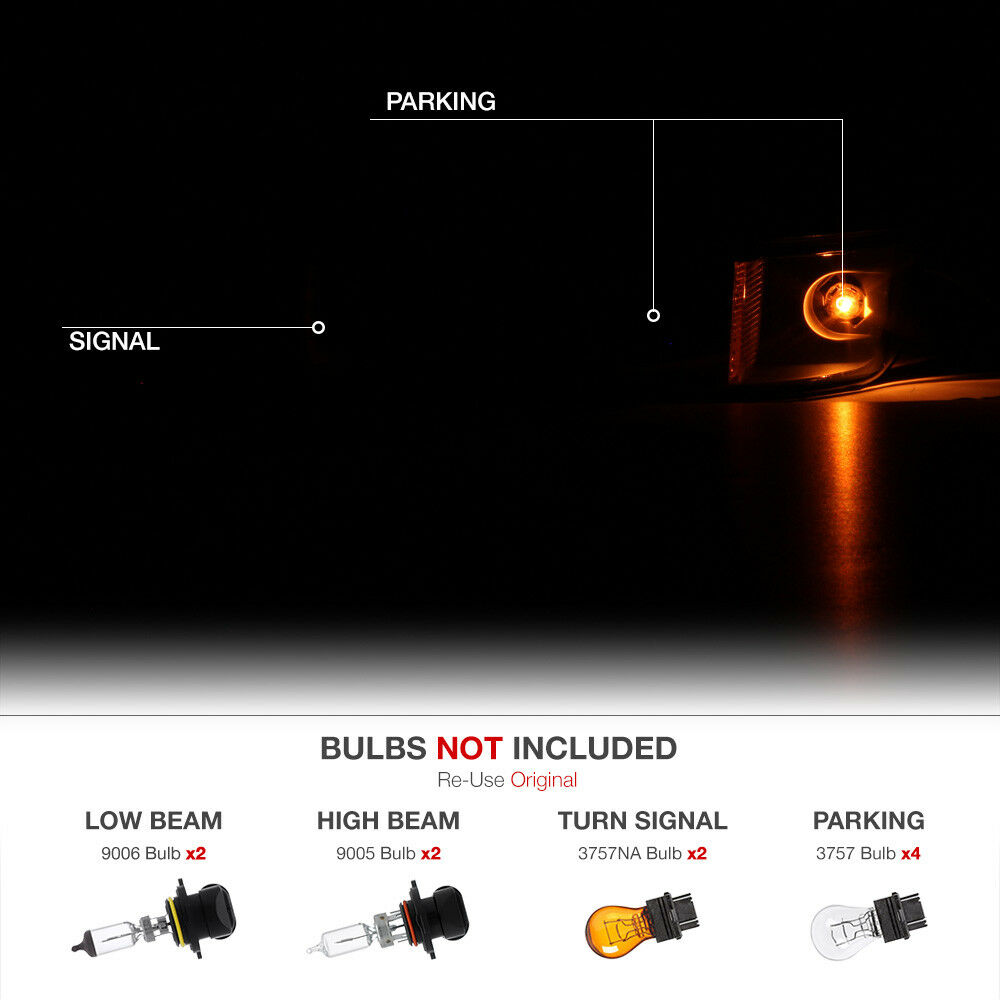 PARKING
SIGNAL
BULBS NOT INCLUDED
Re-Use Original
LOW BEAM
9006 Bulb x2
HIGH BEAM
9005 Bulb x2
TURN SIGNAL
3757NA Bulb x2
PARKING
3757 Bulb x4